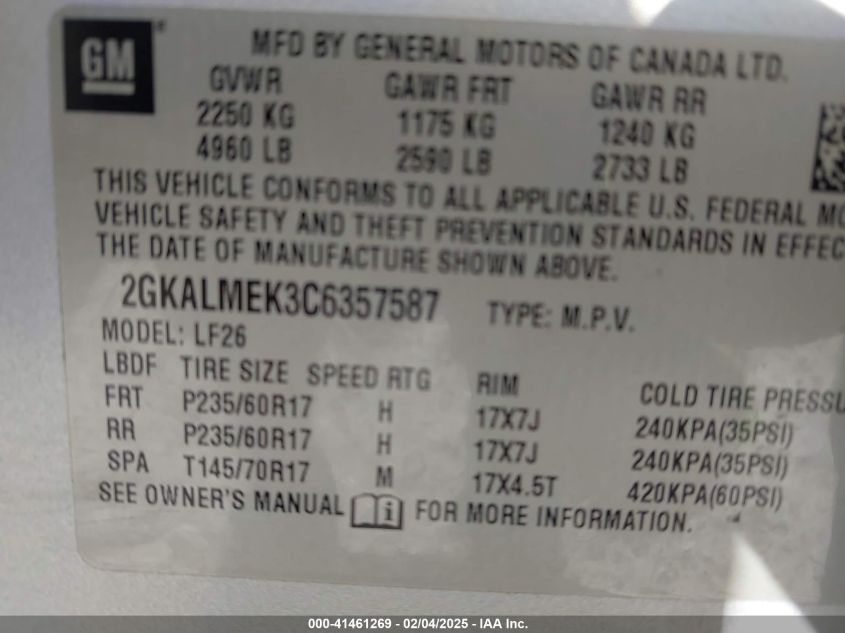 GM
MFD BY GENERAL MOTORS OF CANADA LTD.
GVWR GAWR FRT GAWR RR
2250 KG 1175 KG 1240 KG
4960 LB 2590 LB 2733 LB
THIS VEHICLE CONFORMS TO ALL APPLICABLE U.S. FEDERAL MO
VEHICLE SAFETY AND THEFT PREVENTION STANDARDS IN EFFEC
THE DATE OF MANUFACTURE SHOWN ABOVE.
2GKALMEK3C6357587 TYPE: M.P.V.
MODEL: LF26
LBDF TIRE SIZE SPEED RTG RIM COLD TIRE PRESSU
FRT P235/60R17 H 17X7J 240KPA(35PSI)
RR P235/60R17 H 17X7J 240KPA(35PSI)
SPA T145/70R17 M 17X4.5T 420KPA(60PSI)
SEE OWNER'S MANUAL i FOR MORE INFORMATION.
000-41461269 - 02/04/2025 - IAA Inc.